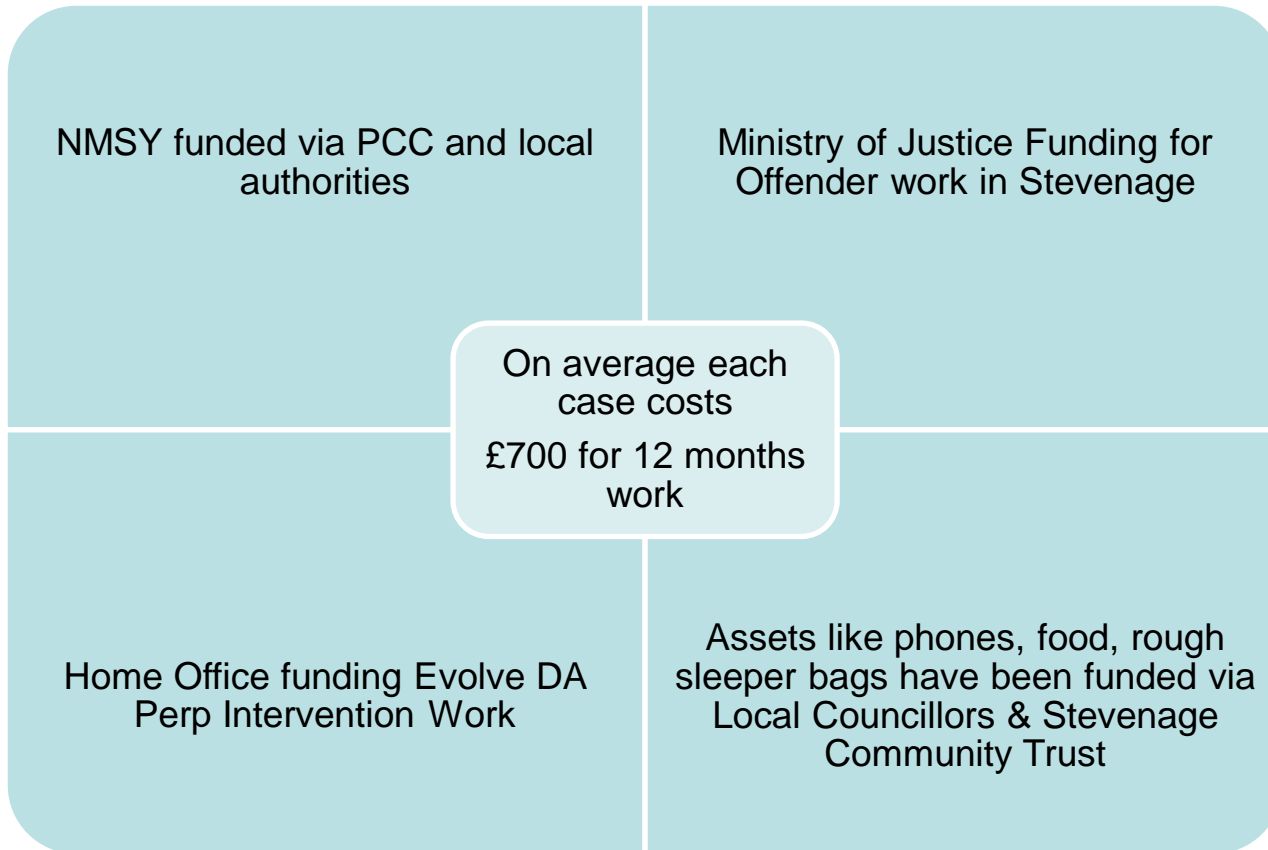 NMSY funded via PCC and local
authorities
Ministry of Justice Funding for
Offender work in Stevenage
On average each
case costs
£700 for 12 months
work
Home Office funding Evolve DA
Perp Intervention Work
Assets like phones, food, rough
sleeper bags have been funded via
Local Councillors & Stevenage
Community Trust